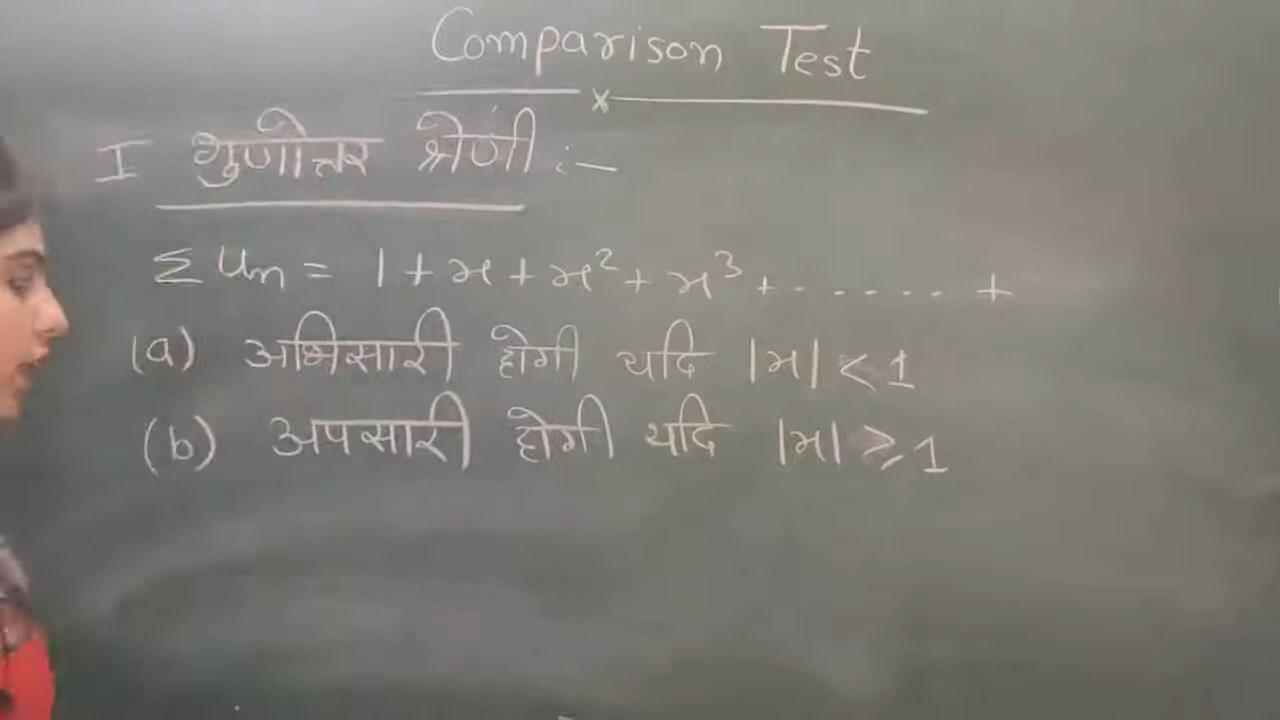 Comparison Test
I गुणोत्तर श्रेणी :-
Σ Un = 1 + x + x² + x³ + ...... +
(a) अभिसारी होगी यदि |x| < 1
(b) अपसारी होगी यदि |x| ≥ 1